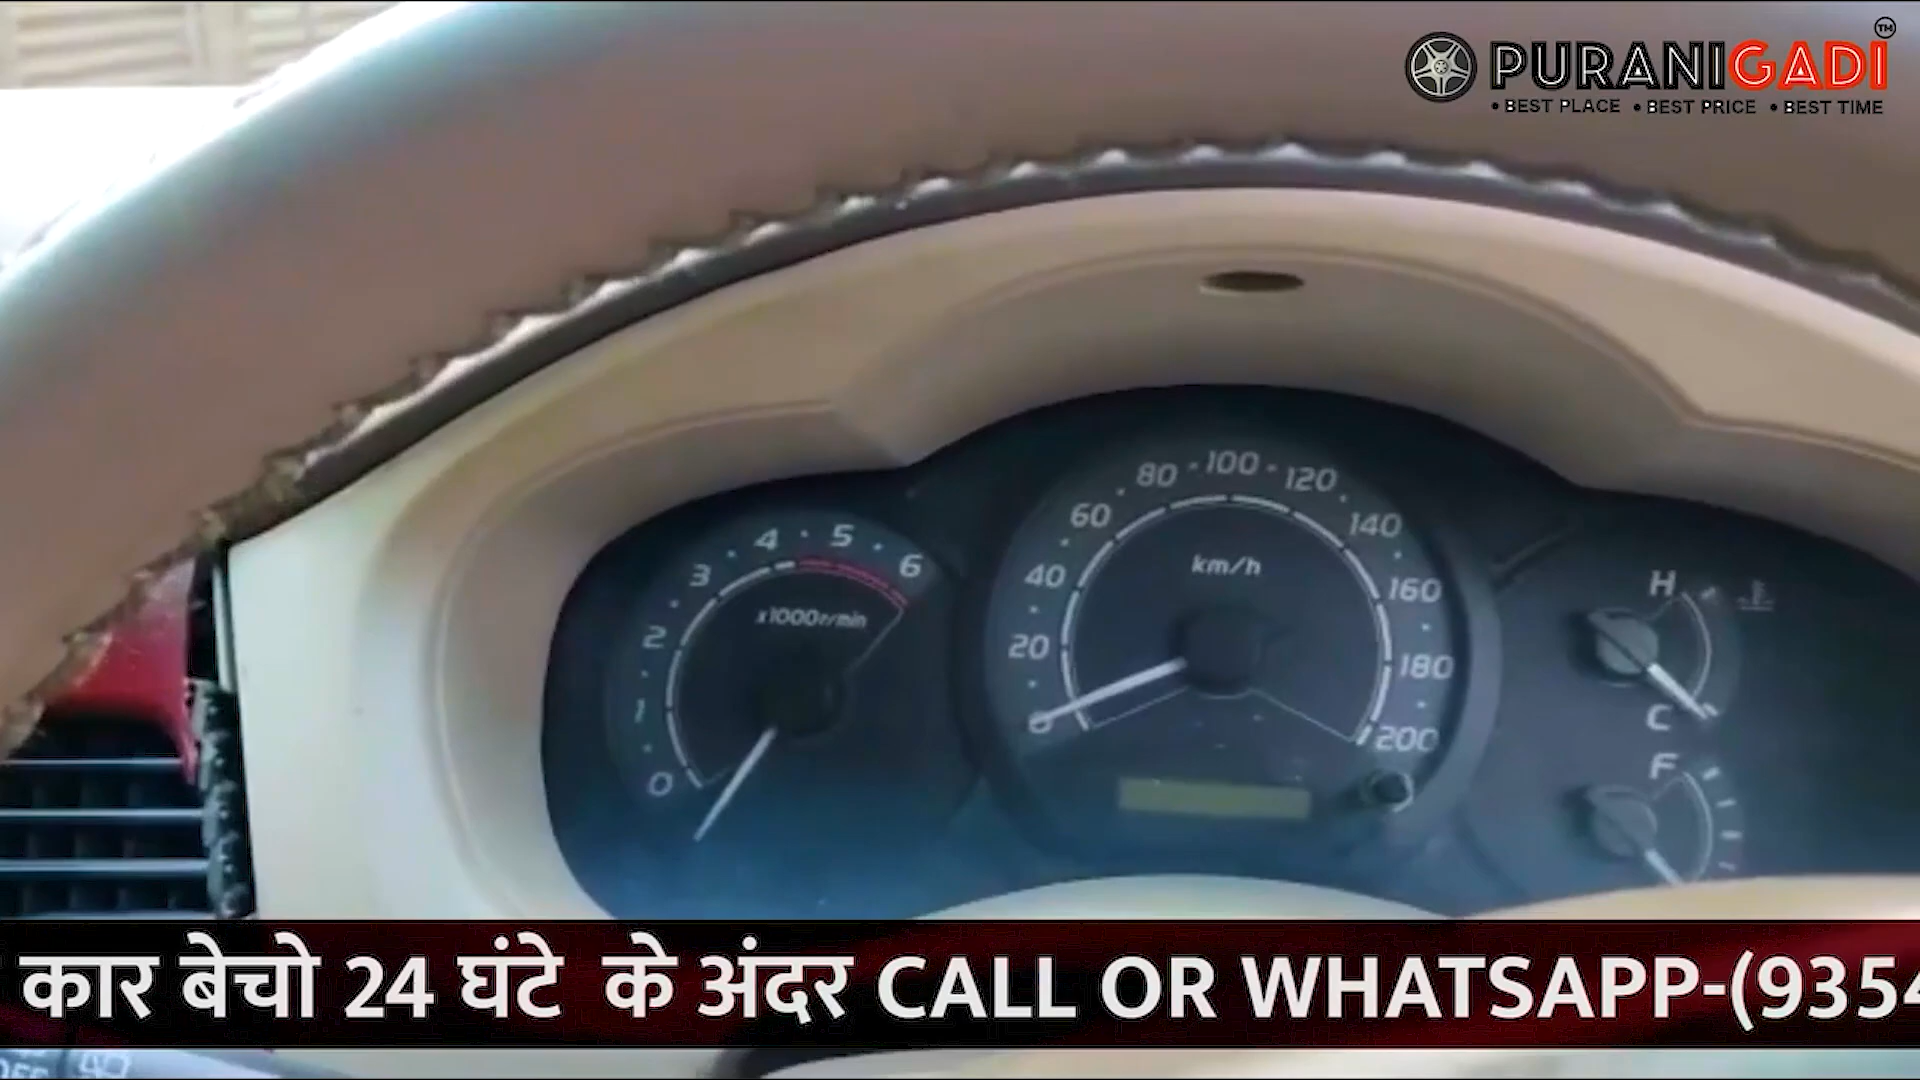 PURANIGADI™
• BEST PLACE • BEST PRICE • BEST TIME
80 100 120
60 140
4 5
3 6
km/h
40 160
H
x1000r/min
2
20 180
1
0
C
200
0
F
कार बेचो 24 घंटे के अंदर CALL OR WHATSAPP-(9354